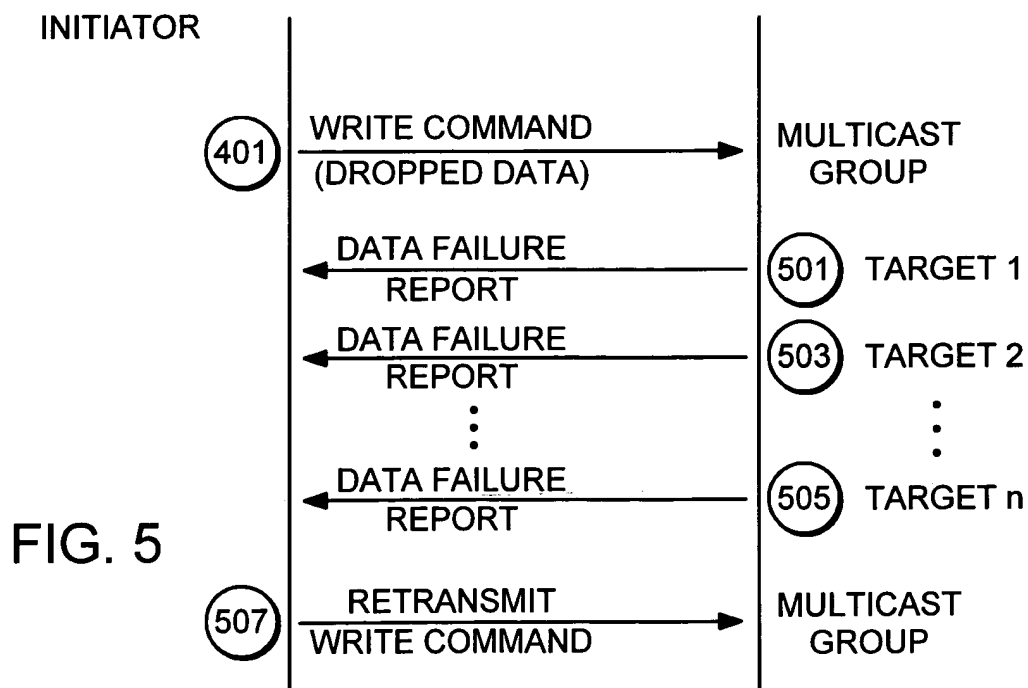 INITIATOR
401
WRITE COMMAND
(DROPPED DATA)
MULTICAST
GROUP
DATA FAILURE
REPORT
501
TARGET 1
DATA FAILURE
REPORT
503
TARGET 2
DATA FAILURE
REPORT
505
TARGET n
FIG. 5
507
RETRANSMIT
WRITE COMMAND
MULTICAST
GROUP